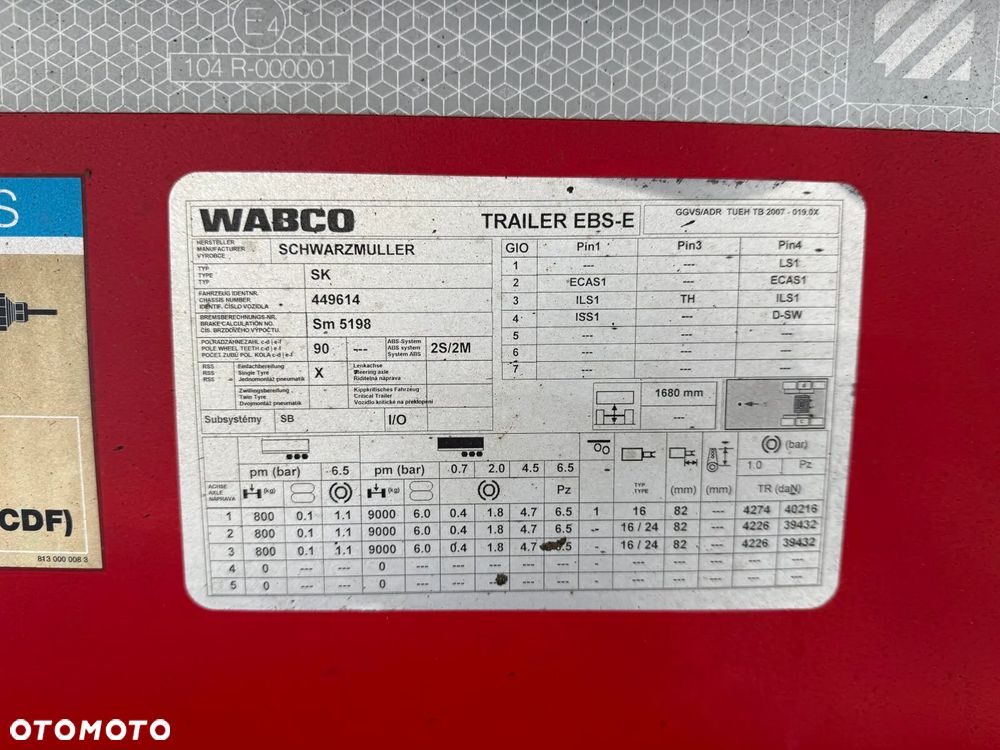 E4
104 R-000001
S
CDF)
813 000 008 3
WABCO TRAILER EBS-E GGVS/ADR TUEH TB 2007 - 019.0X
HERSTELLER
MANUFACTURER
VYROBCE
SCHWARZMULLER
TYP
TYPE
TYP
SK
FAHRZEUG IDENTNR.
CHASSIS NUMBER
IDENTIF. ČÍSLO VOZIDLA
449614
BREMSBERECHNUNGS-NR.
BRAKE CALCULATION NO.
ČÍS. BRZDOVÉHO VÝPOČTU.
Sm 5198
POLRADZÄHNEZAHL c-d | e-f
POLE WHEEL TEETH c-d | e-f
POČET ZUBŮ POL. KOLA c-d | e-f
90 ---
ABS-System
ABS system
Systém ABS
2S/2M
RSS Einfachbereifung
RSS Single Tyre
RSS Jednomontáž pneumatik
X
Lenkachse
Steering axle
Řiditelná náprava
Zwillingsbereifung
Twin Tyre
Dvojmontáž pneumatik
Kippkritisches Fahrzeug
Critical Trailer
Vozidlo kritické na překlopení
Subsystémy SB I/O
GIO Pin1 Pin3 Pin4
1 --- --- LS1
2 ECAS1 --- ECAS1
3 ILS1 TH ILS1
4 ISS1 --- D-SW
5 --- --- ---
6 --- --- ---
7 --- --- ---
1680 mm
---
pm (bar) 6.5 pm (bar) 0.7 2.0 4.5 6.5
(bar)
1.0 Pz
ACHSE
AXLE
NÁPRAVA
(kg) (kg) Pz
TYP
TYPE
(mm) (mm) TR (daN)
1 800 0.1 1.1 9000 6.0 0.4 1.8 4.7 6.5 1 16 82 --- 4274 40216
2 800 0.1 1.1 9000 6.0 0.4 1.8 4.7 6.5 -- 16 / 24 82 --- 4226 39432
3 800 0.1 1.1 9000 6.0 0.4 1.8 4.7 6.5 - 16 / 24 82 --- 4226 39432
4 0 --- --- 0 --- --- --- --- --- - --- --- --- --- ---
5 0 --- --- 0 --- --- --- --- --- - --- --- --- --- ---
OTOMOTO